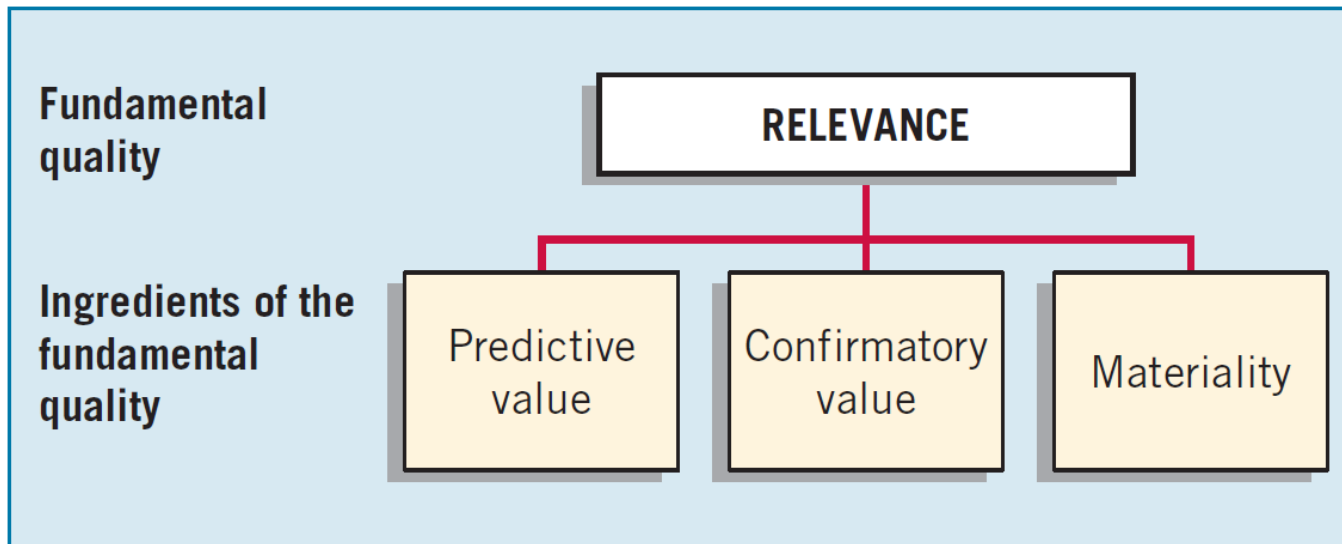 Fundamental
quality
RELEVANCE
Ingredients of the
fundamental
quality
Predictive
value
Confirmatory
value
Materiality